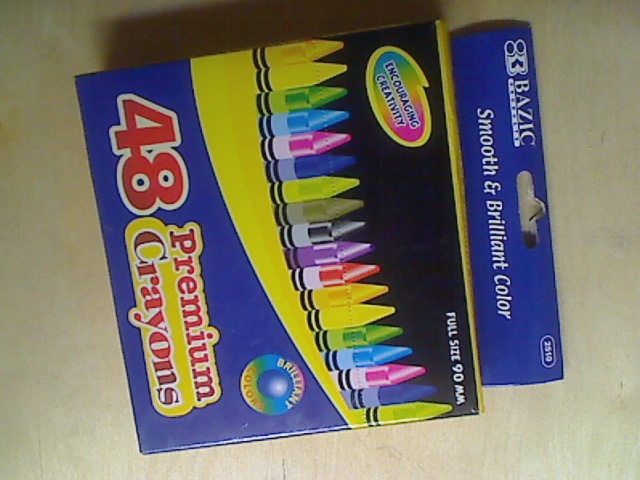 BAZIC
Smooth & Brilliant Color
2510
ENCOURAGING
CREATIVITY
FULL SIZE 90 MM
BRILLIANT
COLOR
48
Premium
Crayons